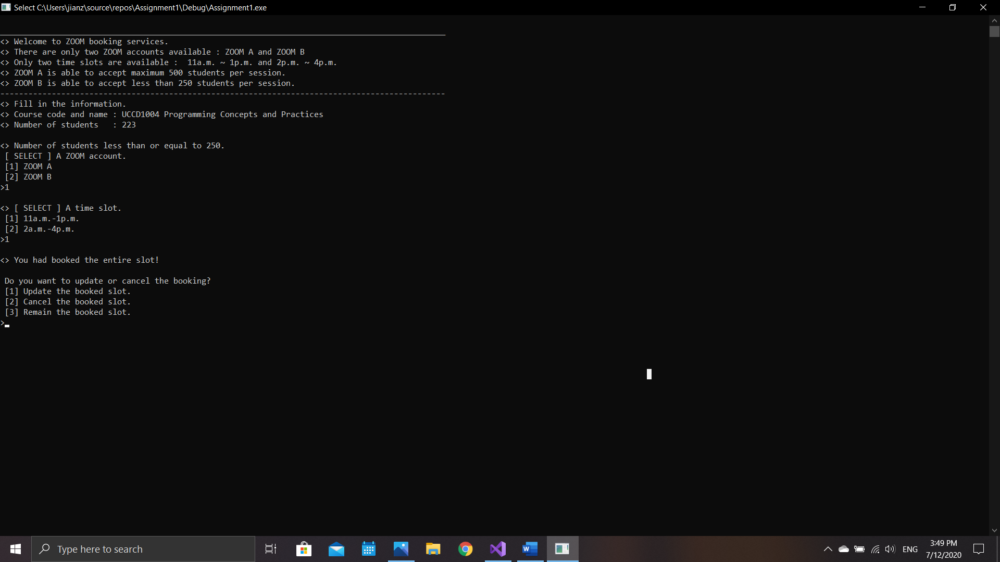 Select C:\Users\jianz\source\repos\Assignment1\Debug\Assignment1.exe
<> Welcome to ZOOM booking services.
<> There are only two ZOOM accounts available : ZOOM A and ZOOM B
<> Only two time slots are available :  11a.m. ~ 1p.m. and 2p.m. ~ 4p.m.
<> ZOOM A is able to accept maximum 500 students per session.
<> ZOOM B is able to accept less than 250 students per session.
-----------------------------------------------------------------------------------------------
<> Fill in the information.
<> Course code and name : UCCD1004 Programming Concepts and Practices
<> Number of students   : 223
<> Number of students less than or equal to 250.
[ SELECT ] A ZOOM account.
[1] ZOOM A
[2] ZOOM B
>1
<> [ SELECT ] A time slot.
[1] 11a.m.-1p.m.
[2] 2a.m.-4p.m.
>1
<> You had booked the entire slot!
Do you want to update or cancel the booking?
[1] Update the booked slot.
[2] Cancel the booked slot.
[3] Remain the booked slot.
>
Type here to search
W
ENG
3:49 PM
7/12/2020